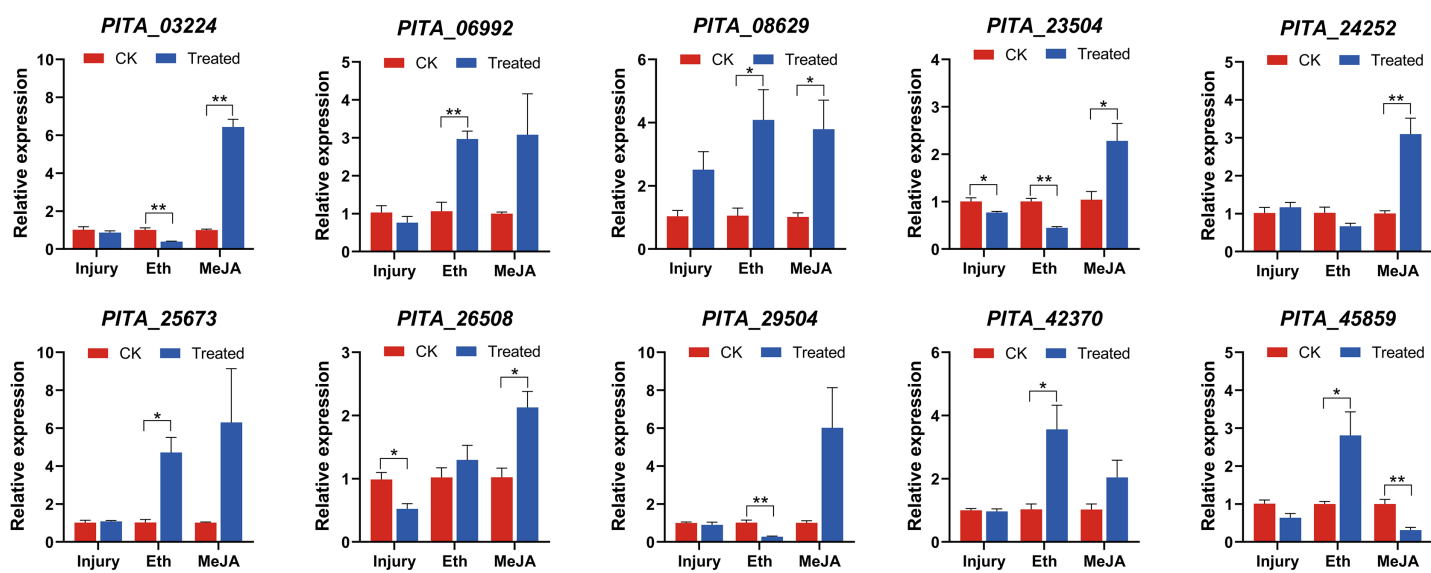 PITA_03224
CK Treated
Relative expression
10
8
6
4
2
0
**
**
Injury Eth MeJA
PITA_06992
CK Treated
Relative expression
5
4
3
2
1
0
**
Injury Eth MeJA
PITA_08629
CK Treated
Relative expression
6
4
2
0
*
*
Injury Eth MeJA
PITA_23504
CK Treated
Relative expression
4
3
2
1
0
*
**
*
Injury Eth MeJA
PITA_24252
CK Treated
Relative expression
5
4
3
2
1
0
**
Injury Eth MeJA
PITA_25673
CK Treated
Relative expression
10
8
6
4
2
0
*
Injury Eth MeJA
PITA_26508
CK Treated
Relative expression
3
2
1
0
*
*
Injury Eth MeJA
PITA_29504
CK Treated
Relative expression
10
8
6
4
2
0
**
Injury Eth MeJA
PITA_42370
CK Treated
Relative expression
6
4
2
0
*
Injury Eth MeJA
PITA_45859
CK Treated
Relative expression
5
4
3
2
1
0
*
**
Injury Eth MeJA